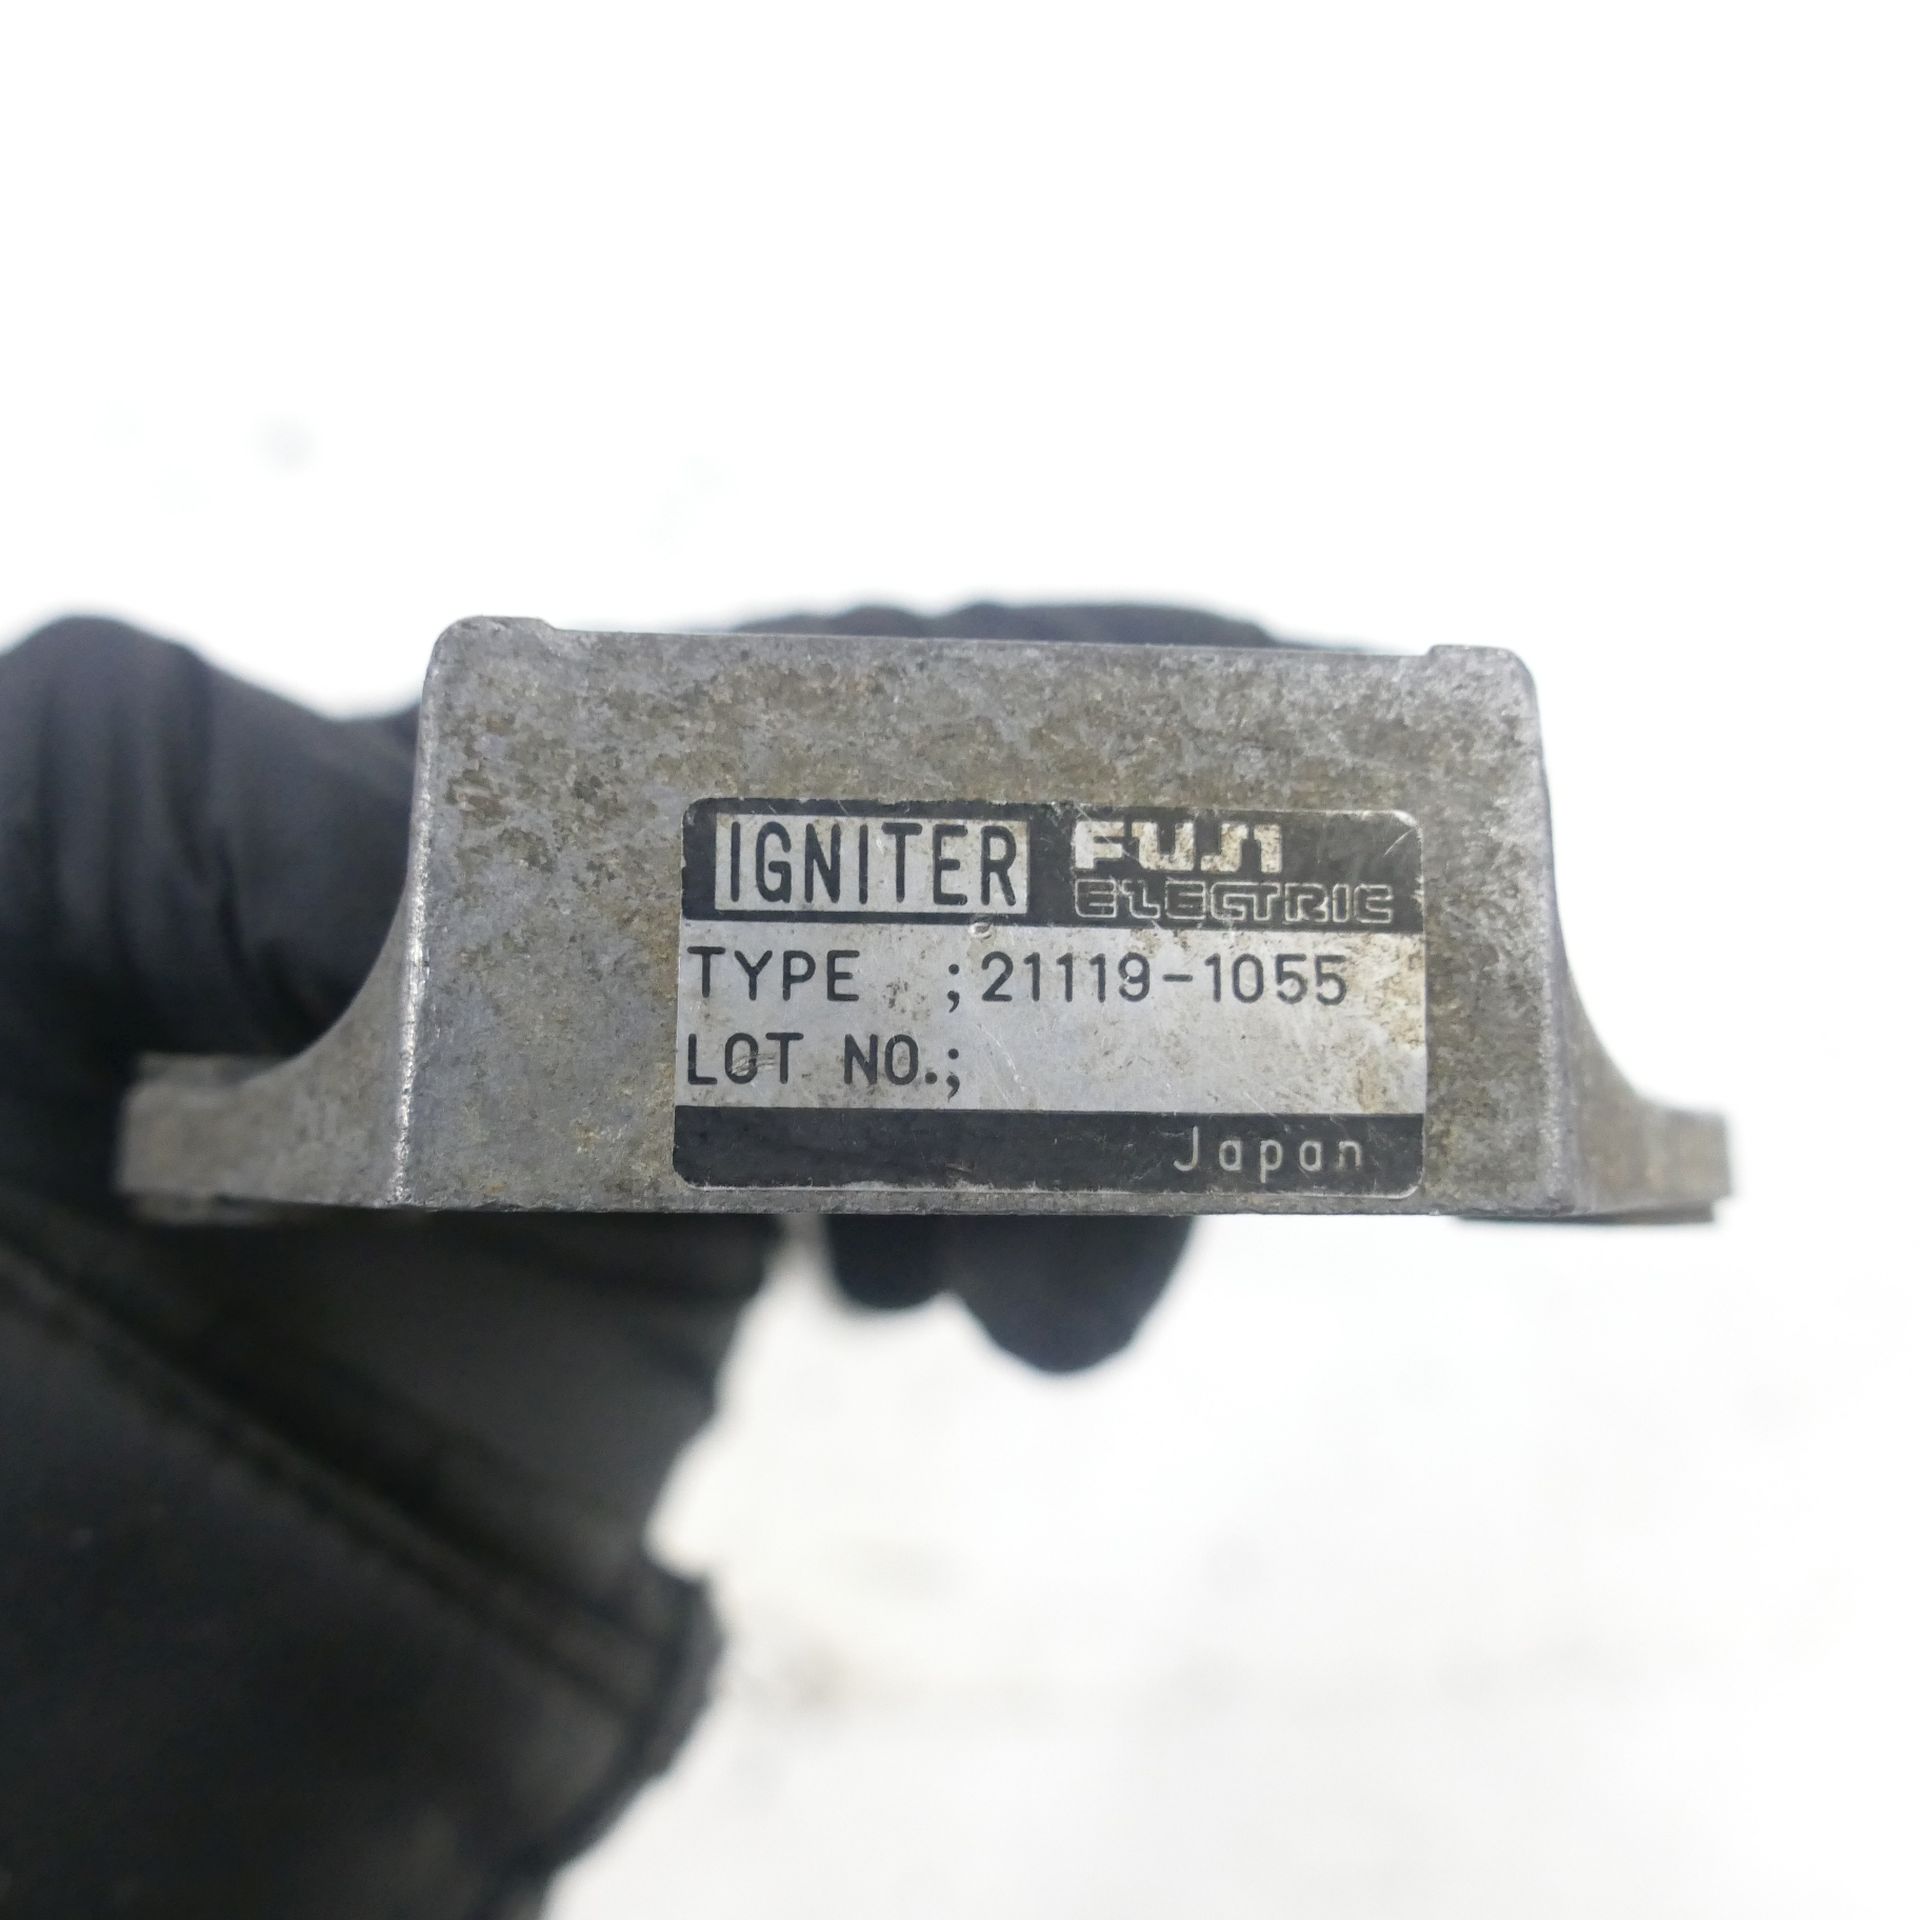 IGNITER FUJI
ELECTRIC
TYPE ;21119-1055
LOT NO.;
Japan